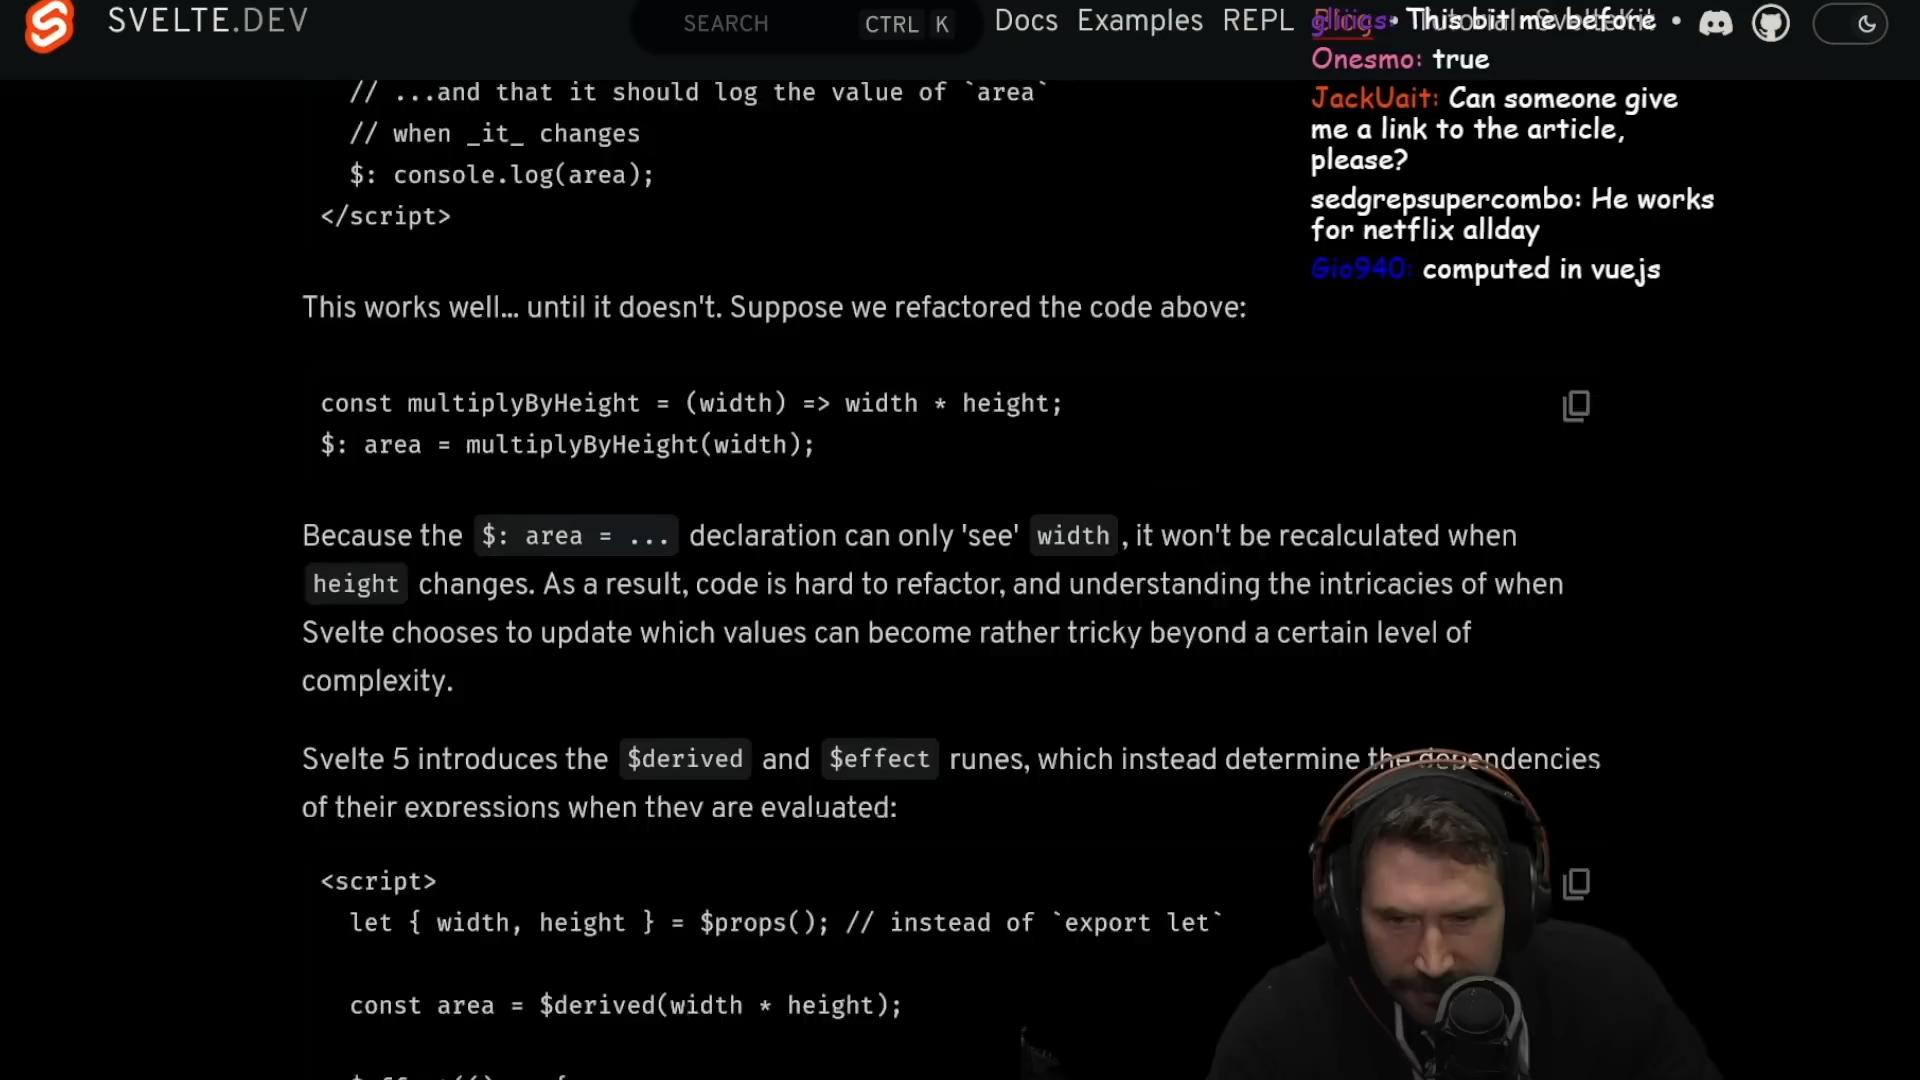 SVELTE.DEV
SEARCH CTRL K
Docs Examples REPL
This bit me before
Onesmo: true
JackUait: Can someone give
me a link to the article,
please?
sedgrepsupercombo: He works
for netflix allday
Gio940: computed in vuejs
// ...and that it should log the value of `area`
// when _it_ changes
$: console.log(area);
</script>
This works well... until it doesn't. Suppose we refactored the code above:
const multiplyByHeight = (width) => width * height;
$: area = multiplyByHeight(width);
Because the $: area = ... declaration can only 'see' width, it won't be recalculated when
height changes. As a result, code is hard to refactor, and understanding the intricacies of when
Svelte chooses to update which values can become rather tricky beyond a certain level of
complexity.
Svelte 5 introduces the $derived and $effect runes, which instead determine the dependencies
of their expressions when they are evaluated:
<script>
let { width, height } = $props(); // instead of `export let`
const area = $derived(width * height);